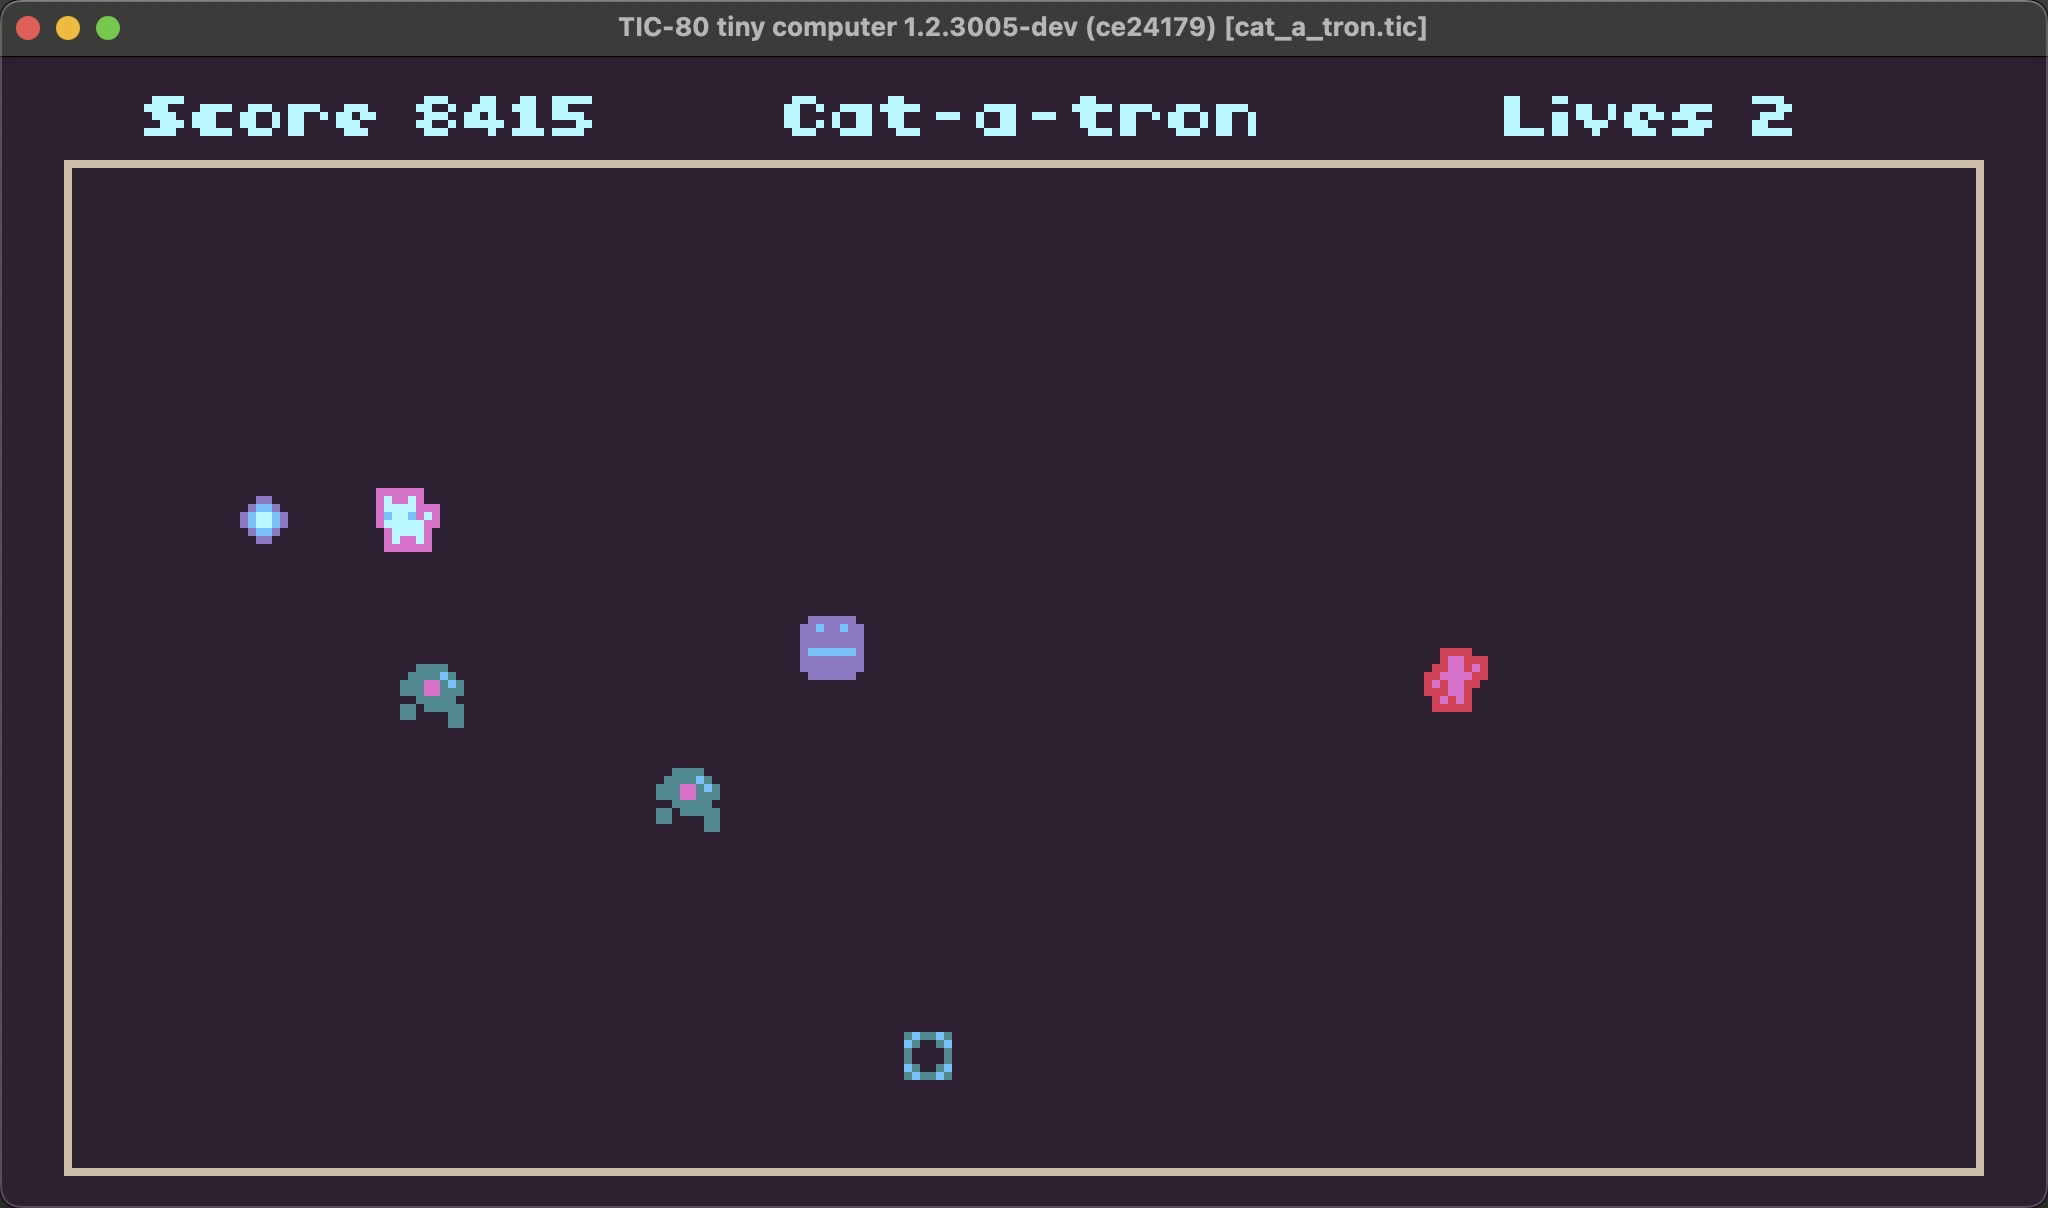 TIC-80 tiny computer 1.2.3005-dev (ce24179) [cat_a_tron.tic]
Score 8415 Cat-a-tron Lives 2